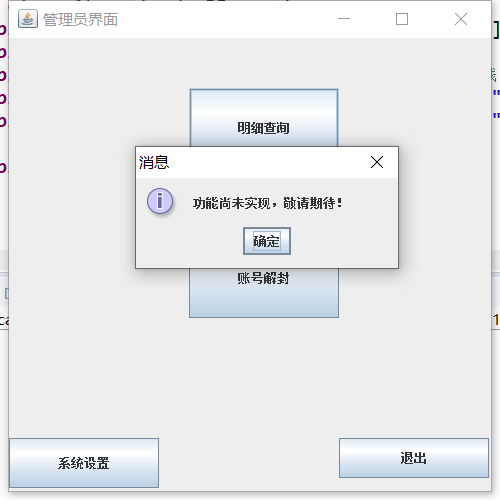 管理员界面
明细查询
消息
功能尚未实现，敬请期待！
确定
账号解封
系统设置
退出